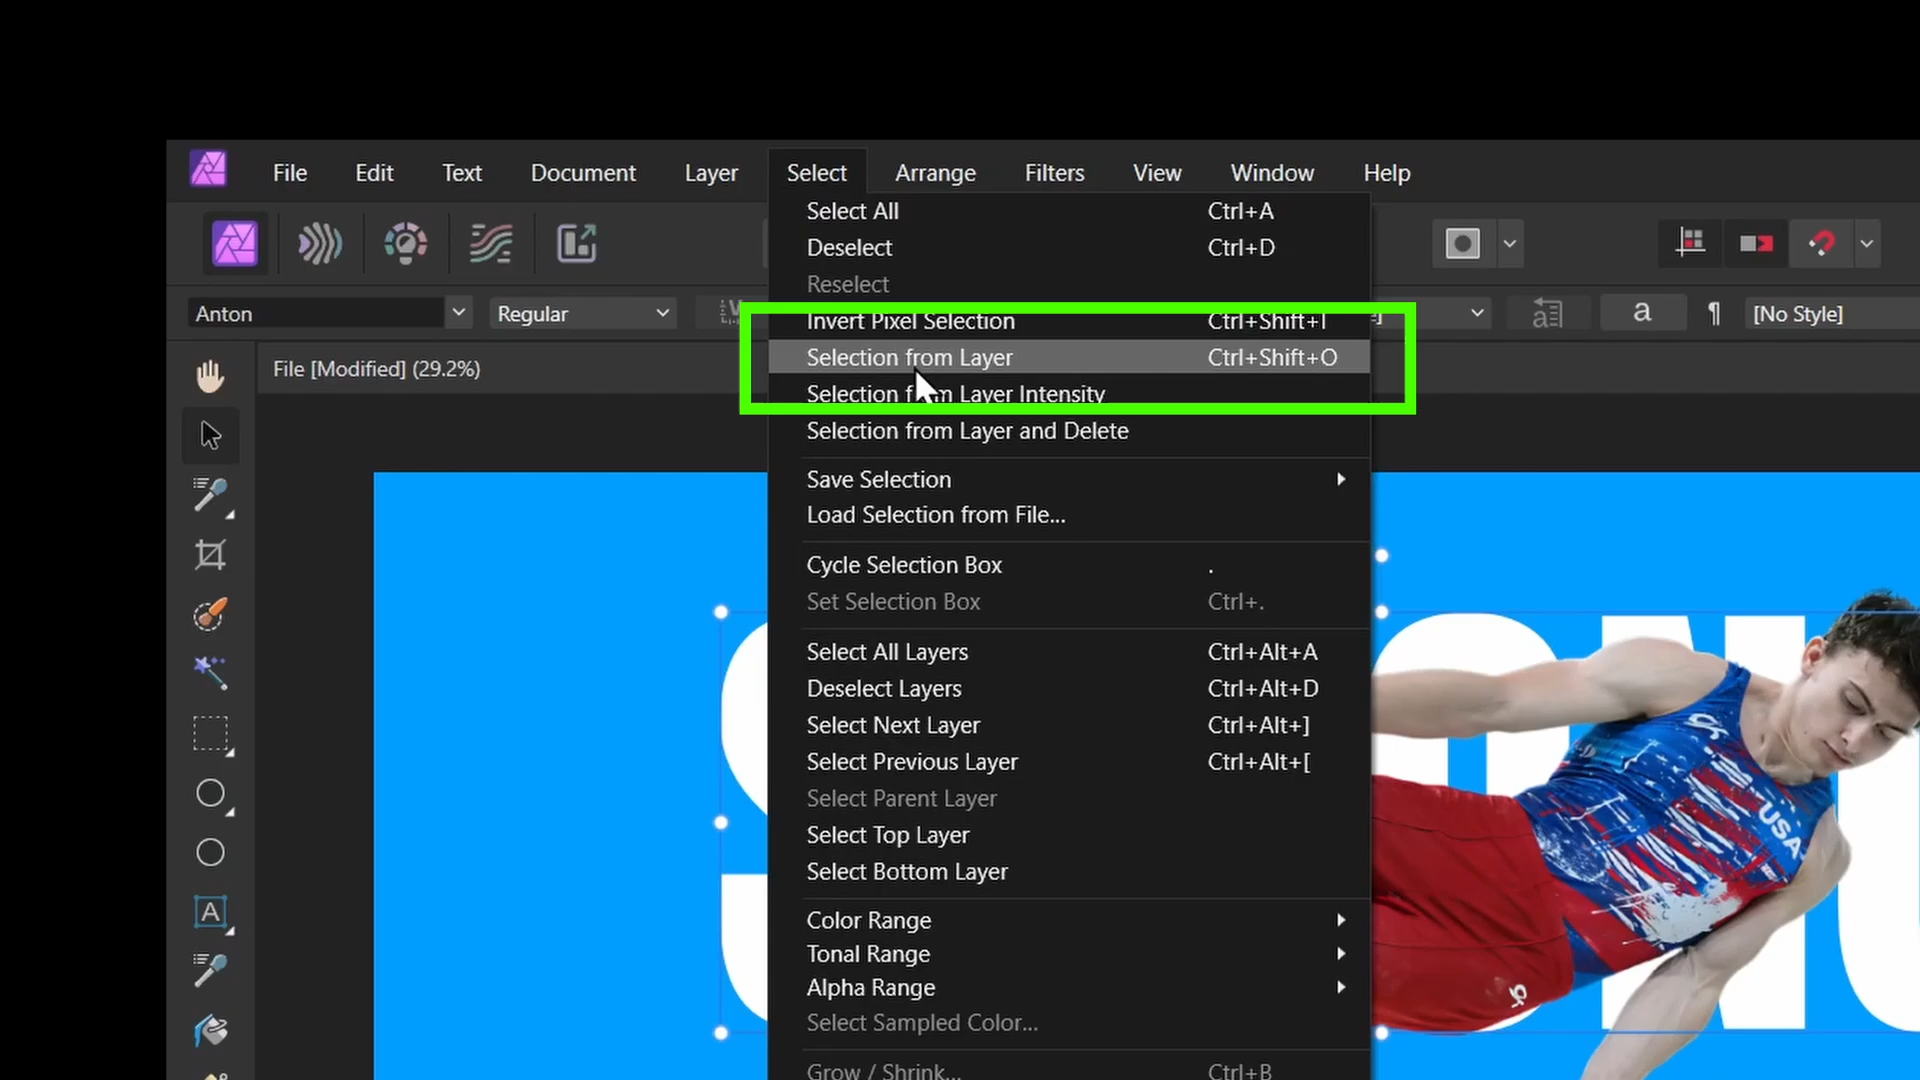 File Edit Text Document Layer Select Arrange Filters View Window Help
Select All Ctrl+A
Deselect Ctrl+D
Reselect
Anton Regular a ¶ [No Style]
Invert Pixel Selection Ctrl+Shift+I
File [Modified] (29.2%)
Selection from Layer Ctrl+Shift+O
Selection from Layer Intensity
Selection from Layer and Delete
Save Selection
Load Selection from File...
Cycle Selection Box .
Set Selection Box Ctrl+.
Select All Layers Ctrl+Alt+A
Deselect Layers Ctrl+Alt+D
Select Next Layer Ctrl+Alt+]
Select Previous Layer Ctrl+Alt+[
Select Parent Layer
Select Top Layer
Select Bottom Layer
Color Range
Tonal Range
Alpha Range
Select Sampled Color...
Grow / Shrink... Ctrl+B
A
USA